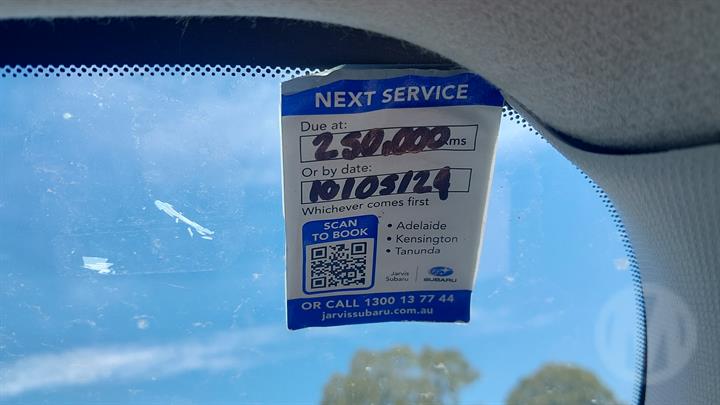 NEXT SERVICE
Due at:
250,000 kms
Or by date:
10/05/24
Whichever comes first
SCAN
TO BOOK
• Adelaide
• Kensington
• Tanunda
Jarvis
Subaru
SUBARU
OR CALL 1300 13 77 44
jarvissubaru.com.au
M